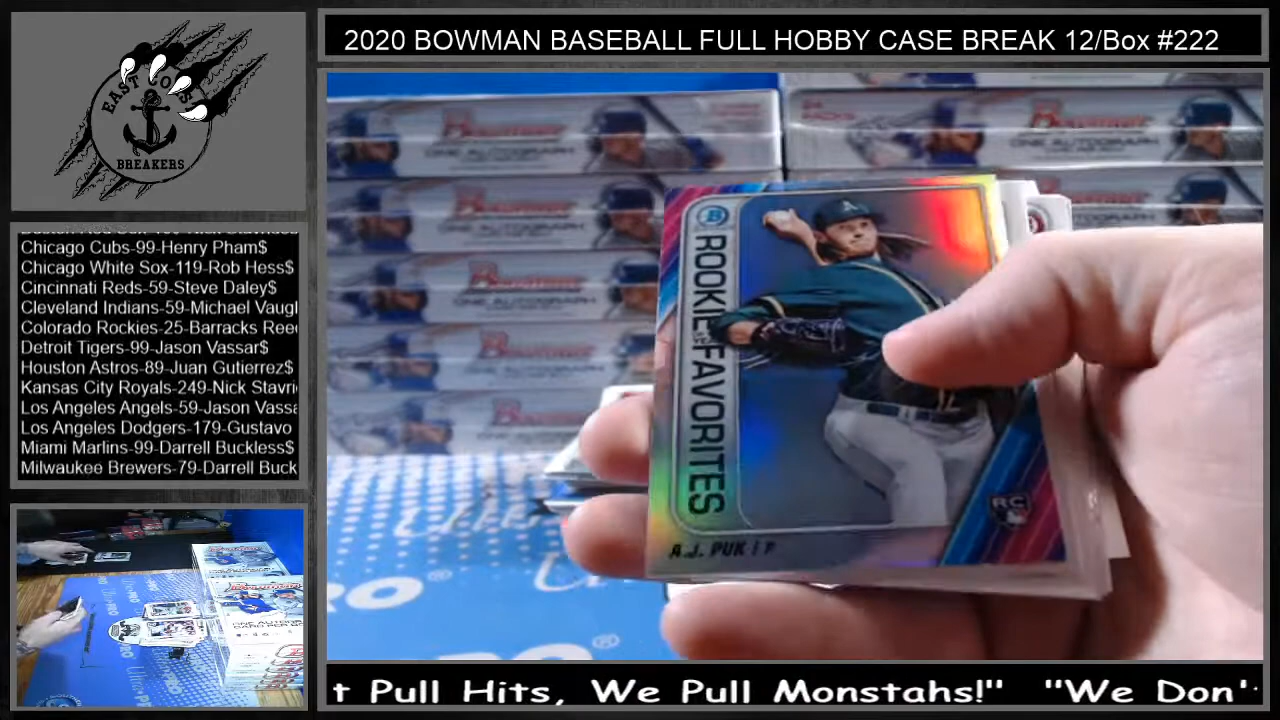 2020 BOWMAN BASEBALL FULL HOBBY CASE BREAK 12/Box #222
EAST COAST
BREAKERS
Chicago Cubs-99-Henry Pham$
Chicago White Sox-119-Rob Hess$
Cincinnati Reds-59-Steve Daley$
Cleveland Indians-59-Michael Vaugl
Colorado Rockies-25-Barracks Ree
Detroit Tigers-99-Jason Vassar$
Houston Astros-89-Juan Gutierrez$
Kansas City Royals-249-Nick Stavri
Los Angeles Angels-59-Jason Vass
Los Angeles Dodgers-179-Gustavo
Miami Marlins-99-Darrell Buckless$
Milwaukee Brewers-79-Darrell Buck
Bowman
ONE AUTOGRAPH
24
PACKS
B
ROOKIE FAVORITES
A.J. PUK P
RC
t Pull Hits, We Pull Monstahs!" "We Don'